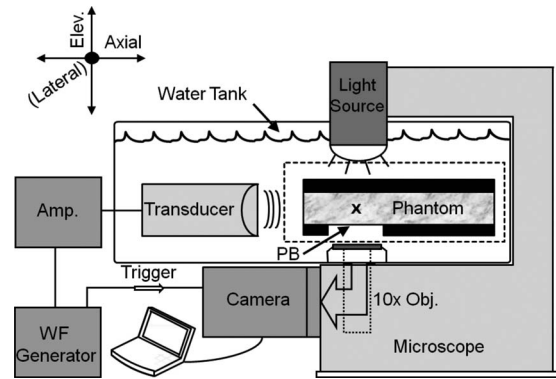 Elev.
Axial
(Lateral)
Light
Source
Water Tank
Amp.
Transducer
x
Phantom
PB
Trigger
Camera
10x Obj.
WF
Generator
Microscope